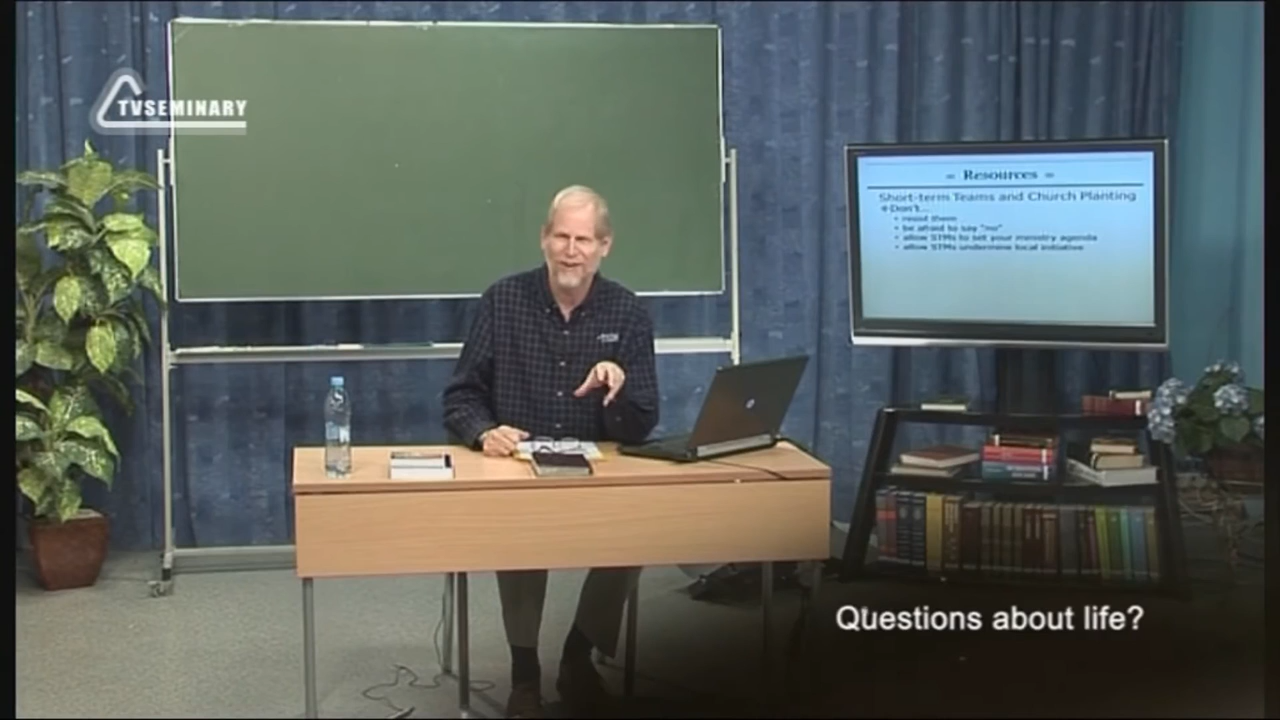 TVSEMINARY
= Resources =
Short-term Teams and Church Planting
Don't...
• resist them
• be afraid to say "no"
• allow STMs to set your ministry agenda
• allow STMs undermine local initiative
Questions about life?